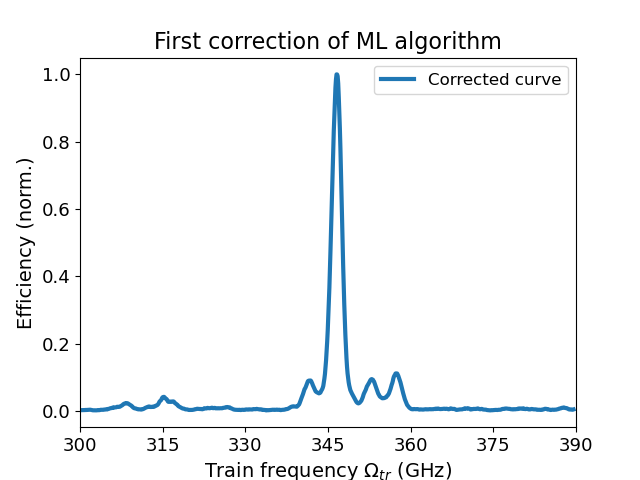 First correction of ML algorithm
Corrected curve
Efficiency (norm.)
1.0
0.8
0.6
0.4
0.2
0.0
300 315 330 345 360 375 390
Train frequency Ωtr (GHz)